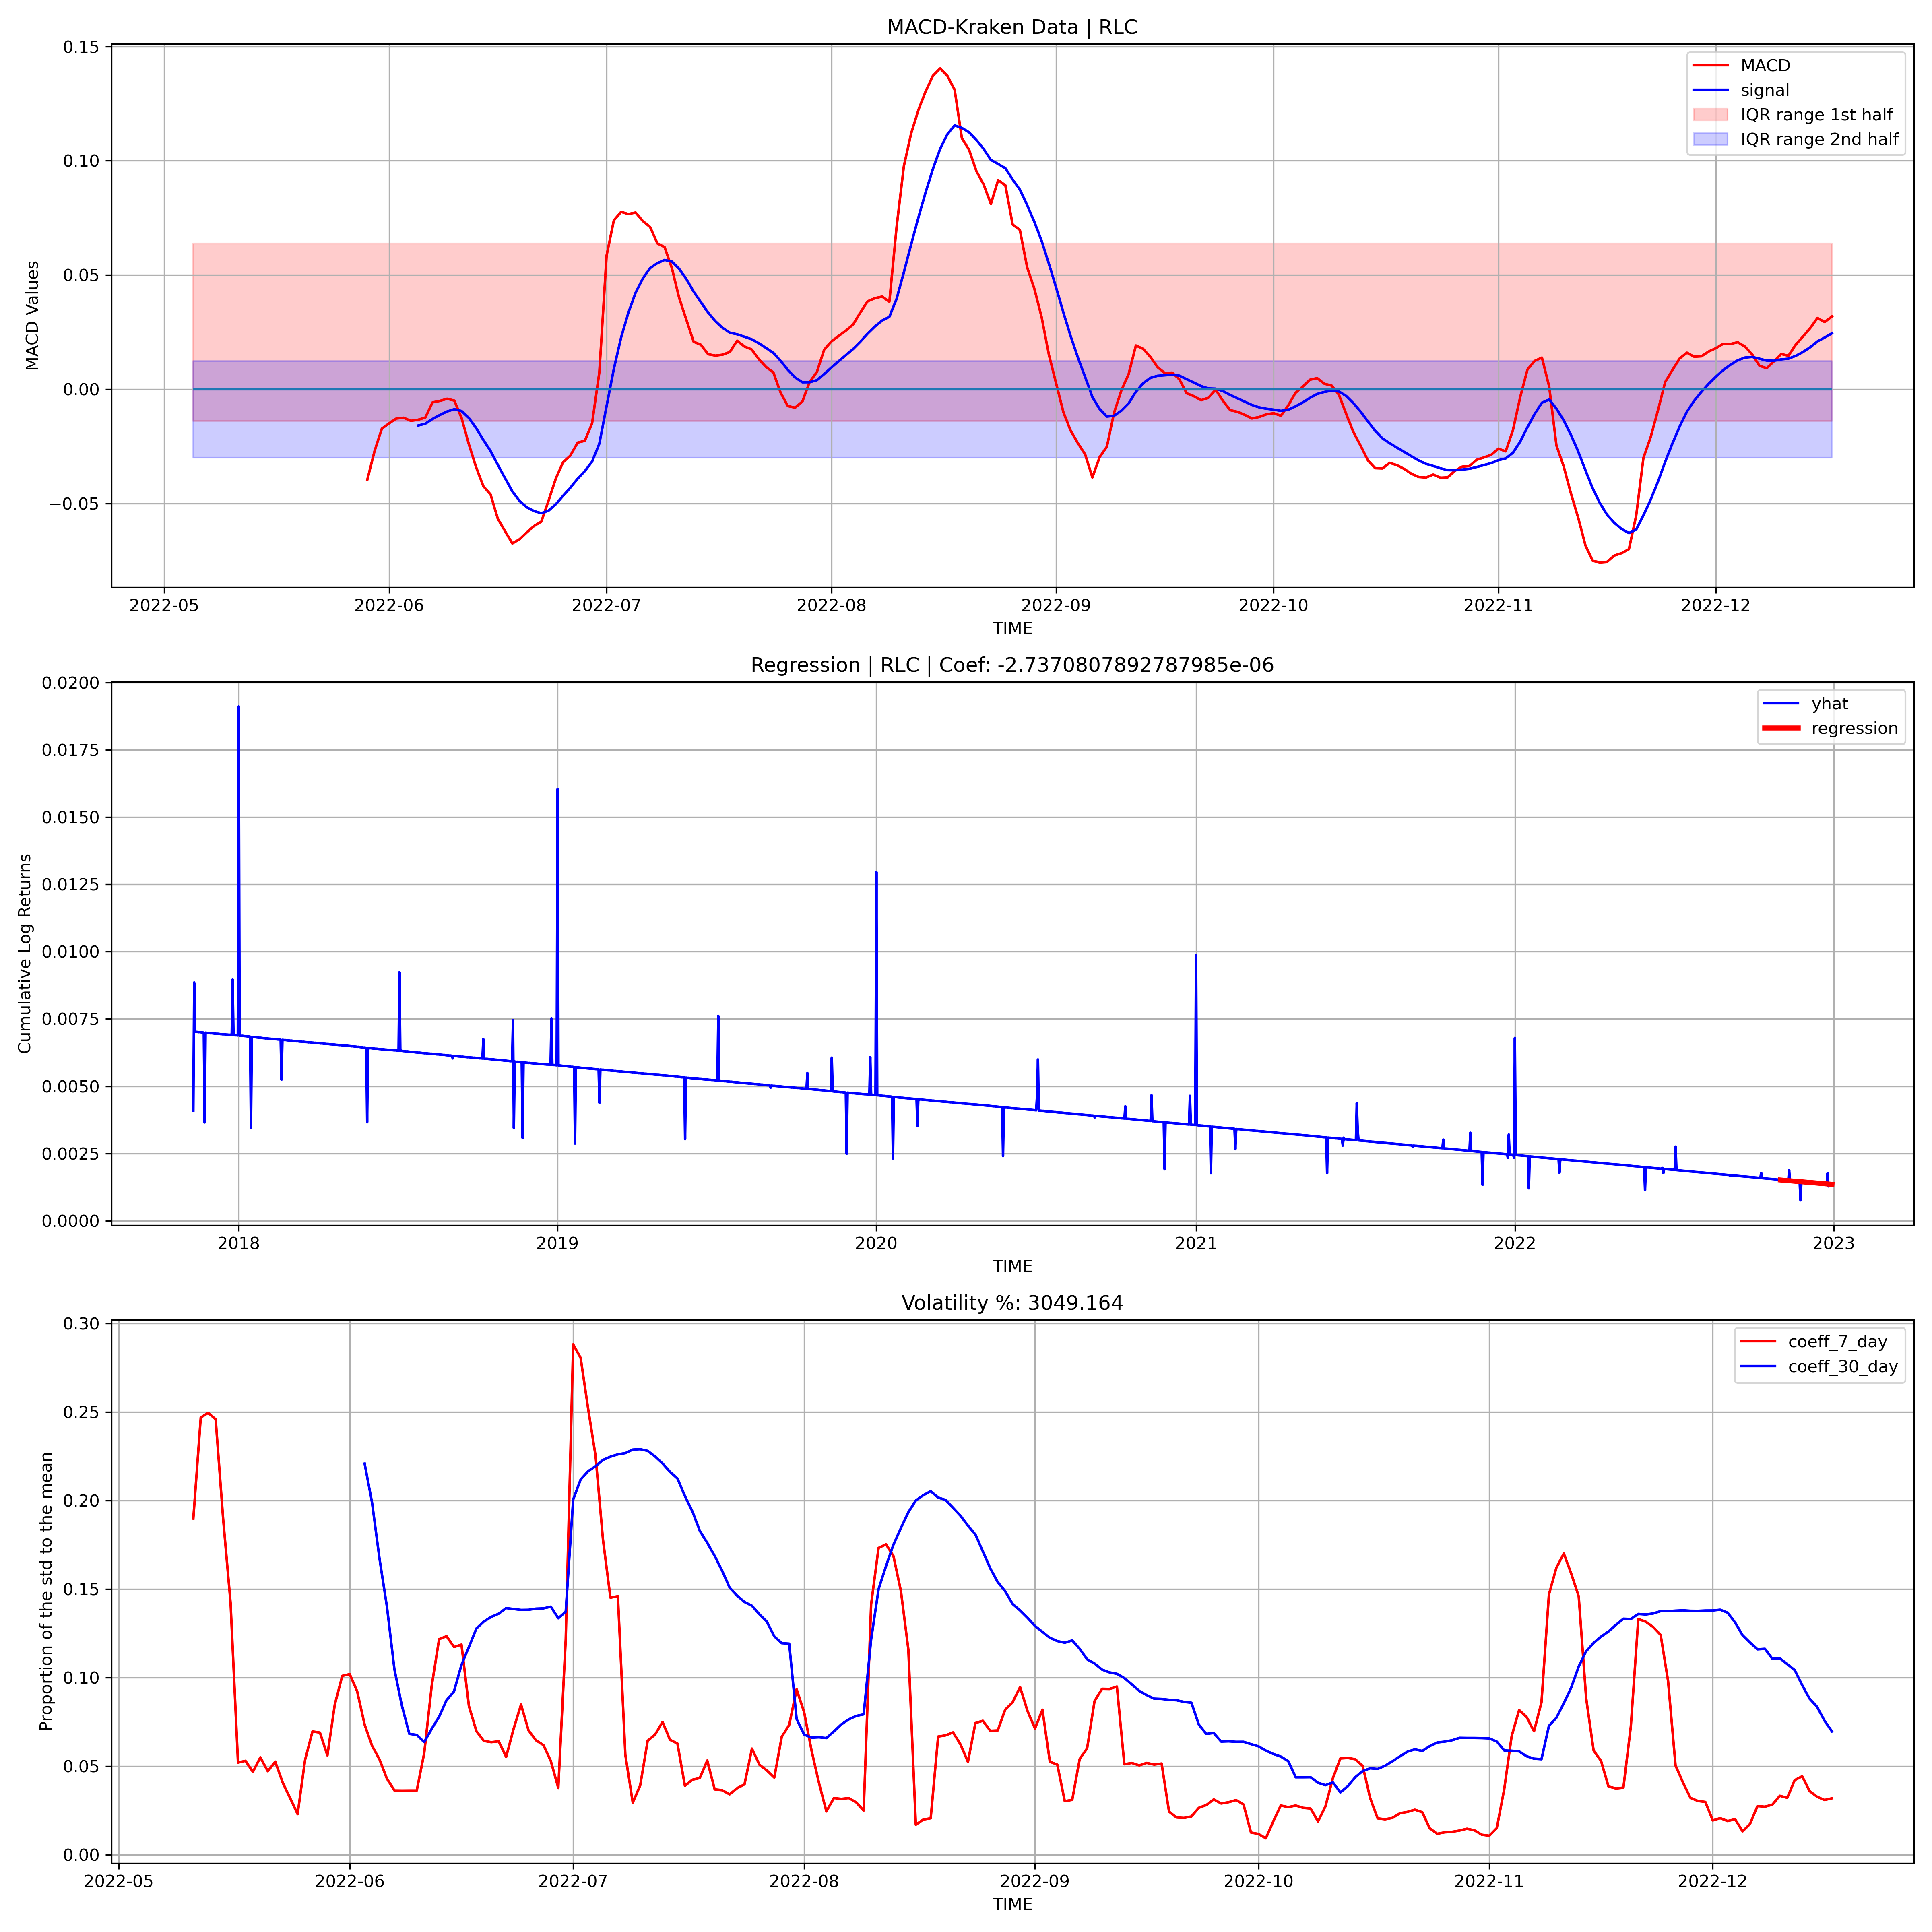 MACD-Kraken Data | RLC
0.15
0.10
0.05
0.00
−0.05
MACD Values
MACD
signal
IQR range 1st half
IQR range 2nd half
2022-05 2022-06 2022-07 2022-08 2022-09 2022-10 2022-11 2022-12
TIME
Regression | RLC | Coef: -2.7370807892787985e-06
0.0200
0.0175
0.0150
0.0125
0.0100
0.0075
0.0050
0.0025
0.0000
Cumulative Log Returns
yhat
regression
2018 2019 2020 2021 2022 2023
TIME
Volatility %: 3049.164
0.30
0.25
0.20
0.15
0.10
0.05
0.00
Proportion of the std to the mean
coeff_7_day
coeff_30_day
2022-05 2022-06 2022-07 2022-08 2022-09 2022-10 2022-11 2022-12
TIME